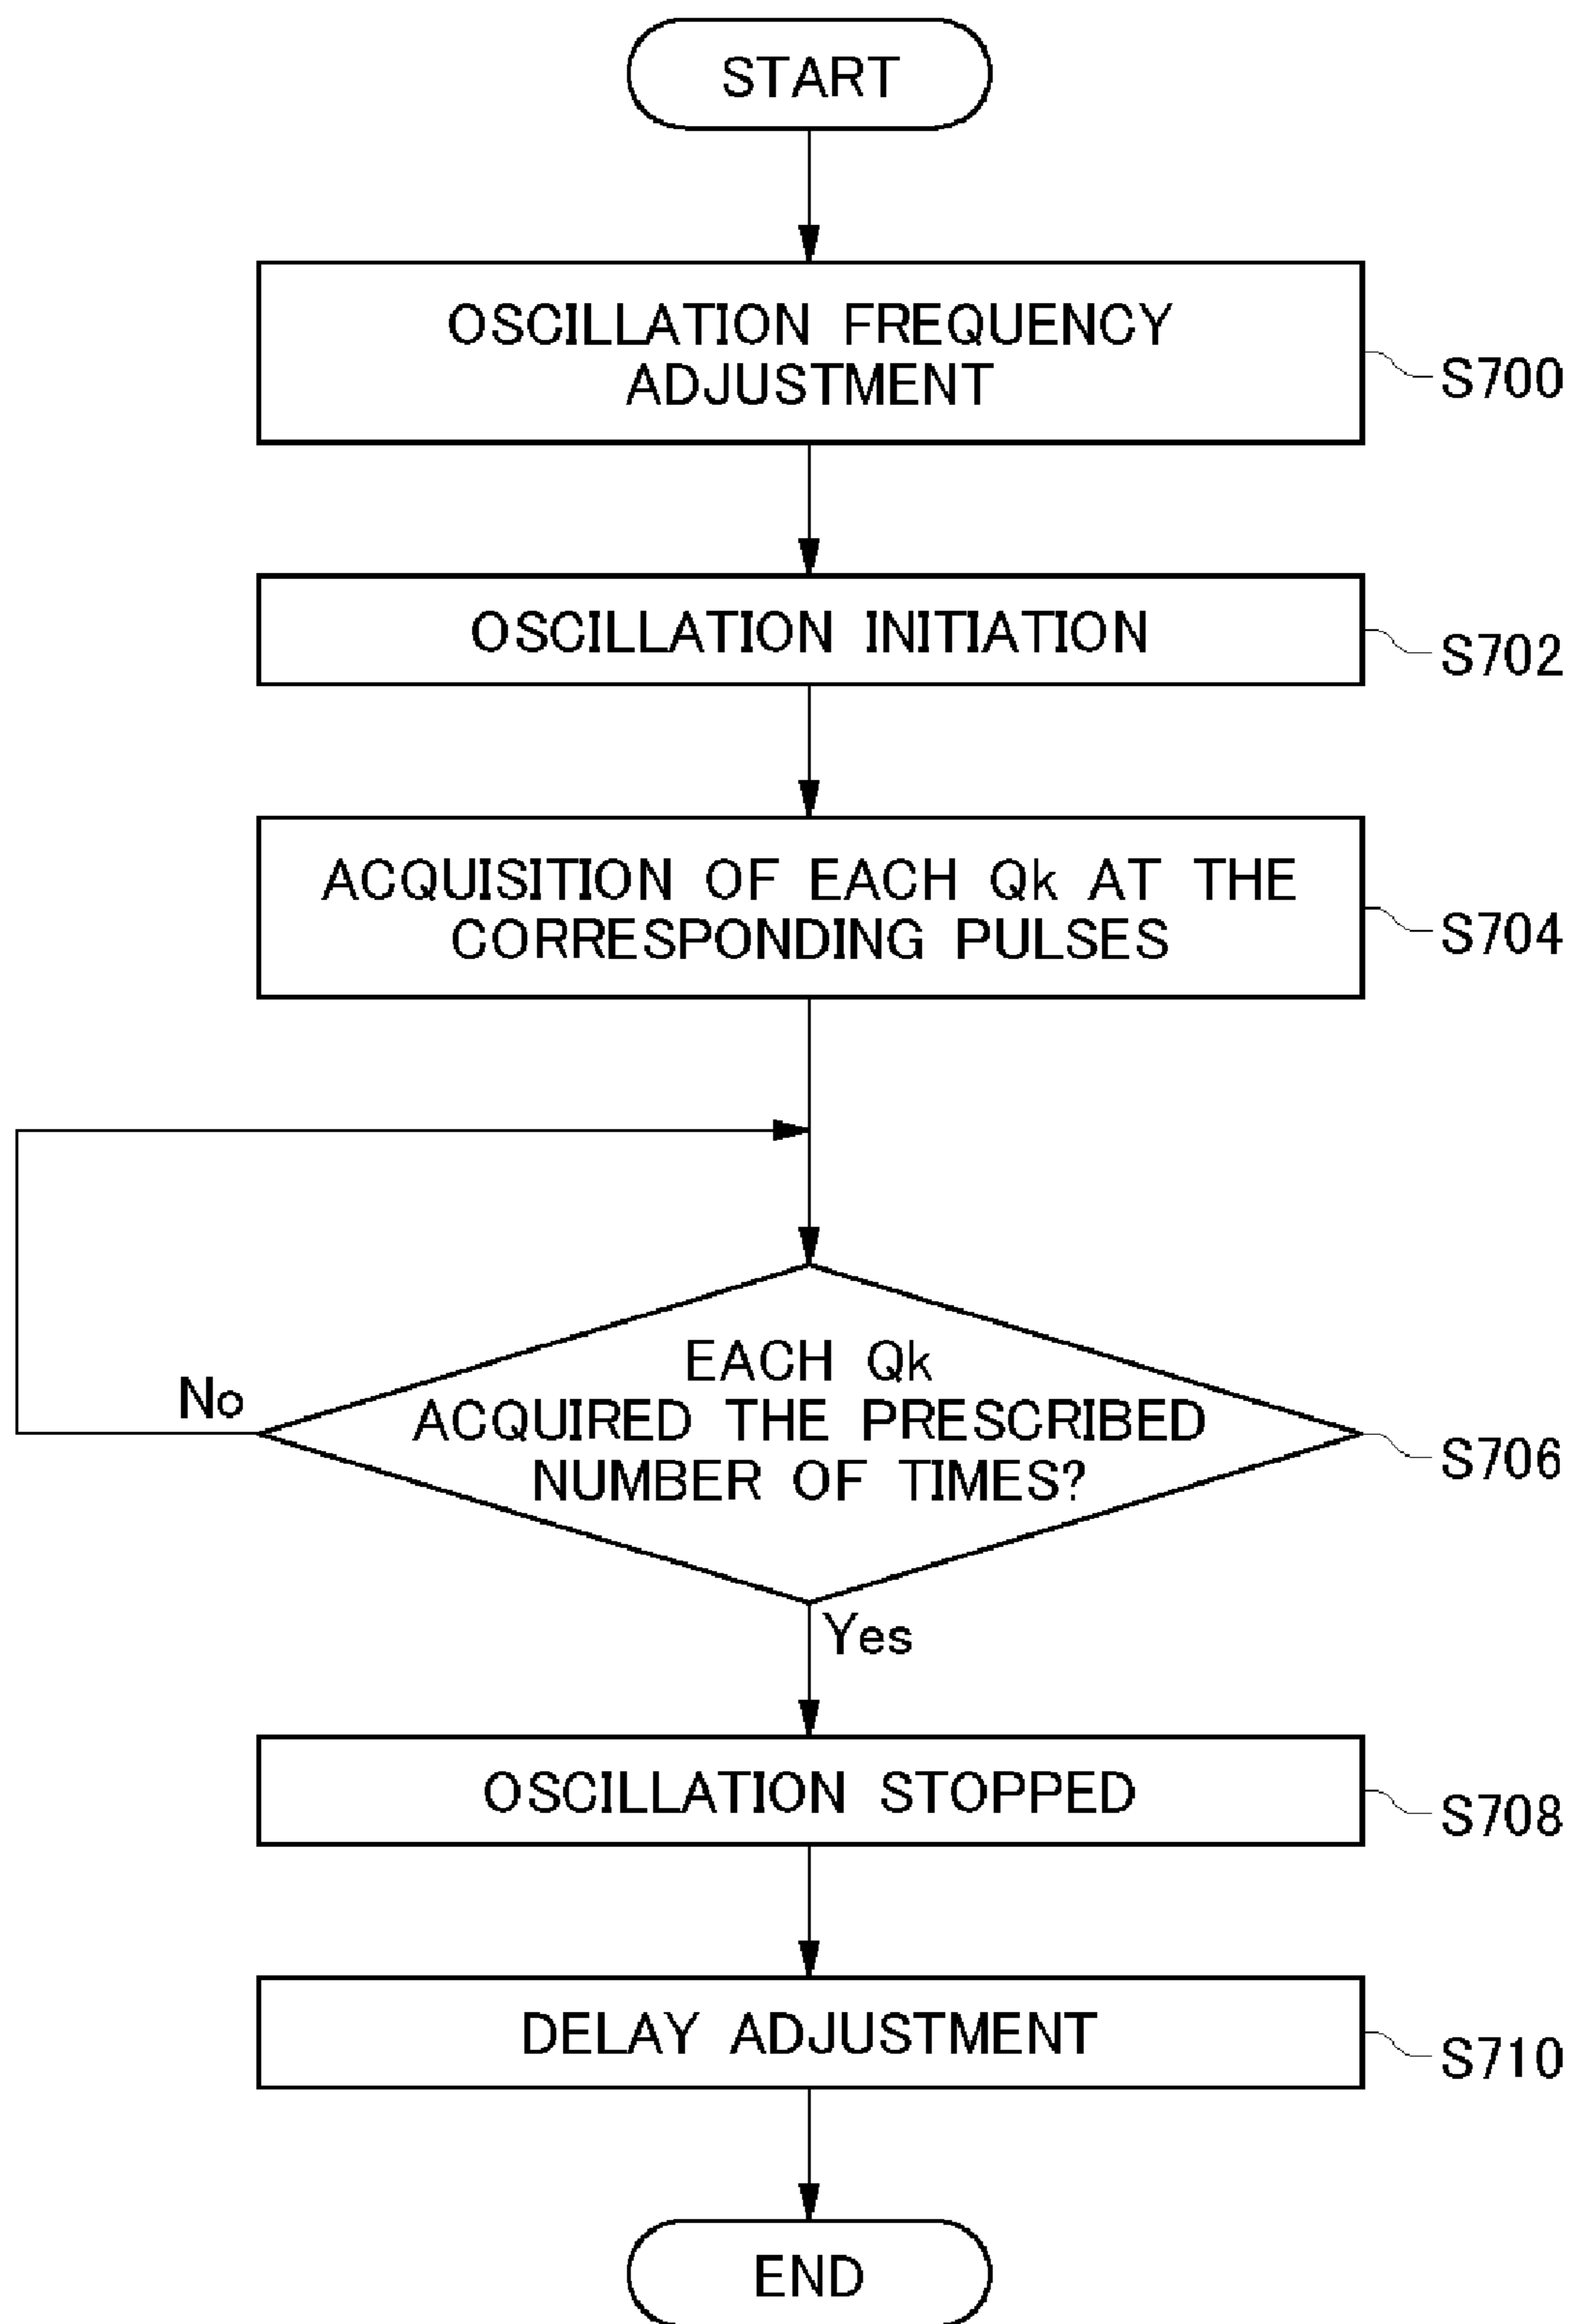 START
OSCILLATION FREQUENCY
ADJUSTMENT
S700
OSCILLATION INITIATION
S702
ACQUISITION OF EACH Qk AT THE
CORRESPONDING PULSES
S704
EACH Qk
ACQUIRED THE PRESCRIBED
NUMBER OF TIMES?
No
S706
Yes
OSCILLATION STOPPED
S708
DELAY ADJUSTMENT
S710
END